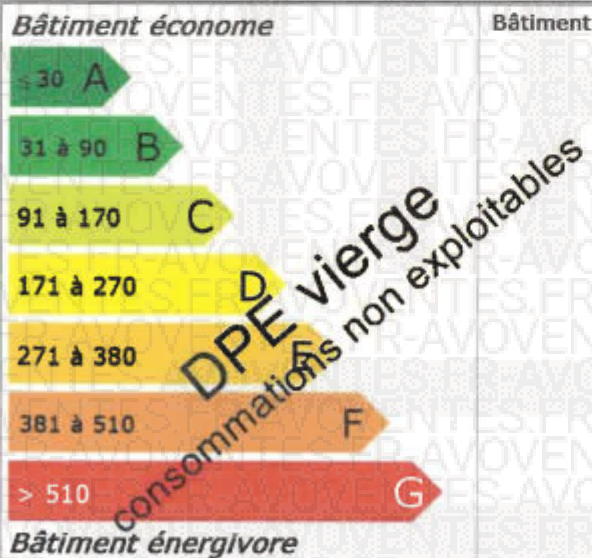 Bâtiment économe
Bâtiment
≤ 30 A
31 à 90 B
91 à 170 C
171 à 270 D
271 à 380 E
381 à 510 F
> 510 G
Bâtiment énergivore
DPE vierge
consommations non exploitables